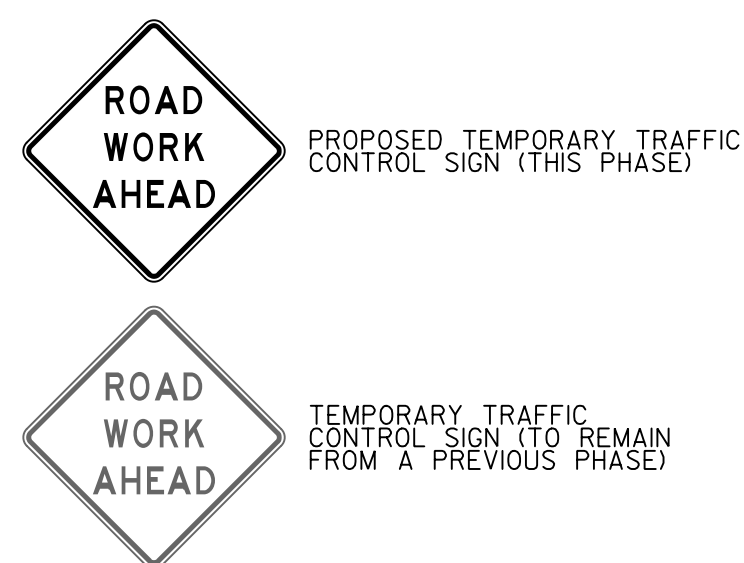 ROAD
WORK
AHEAD
PROPOSED TEMPORARY TRAFFIC
CONTROL SIGN (THIS PHASE)
ROAD
WORK
AHEAD
TEMPORARY TRAFFIC
CONTROL SIGN (TO REMAIN
FROM A PREVIOUS PHASE)